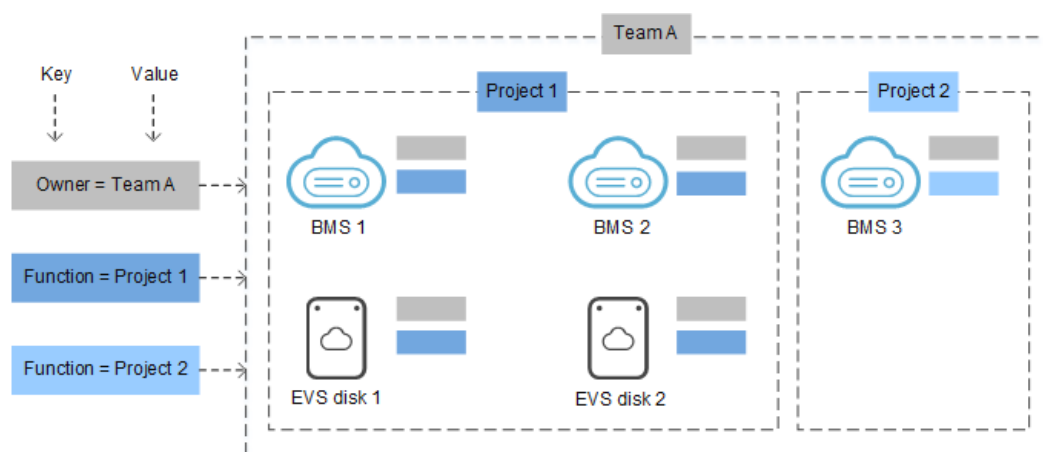 Team A
Key Value
Project 1
Project 2
Owner = Team A
BMS 1
BMS 2
BMS 3
Function = Project 1
Function = Project 2
EVS disk 1
EVS disk 2